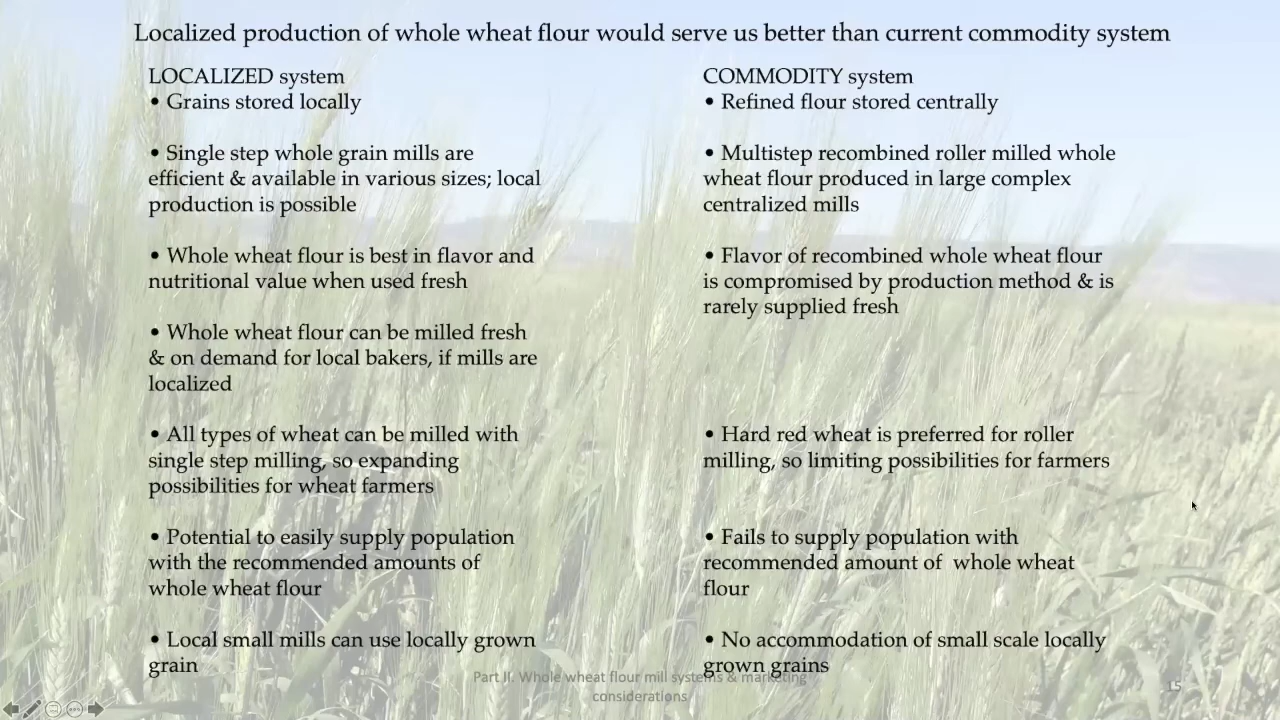 Localized production of whole wheat flour would serve us better than current commodity system
LOCALIZED system
• Grains stored locally
• Single step whole grain mills are
efficient & available in various sizes; local
production is possible
• Whole wheat flour is best in flavor and
nutritional value when used fresh
• Whole wheat flour can be milled fresh
& on demand for local bakers, if mills are
localized
• All types of wheat can be milled with
single step milling, so expanding
possibilities for wheat farmers
• Potential to easily supply population
with the recommended amounts of
whole wheat flour
• Local small mills can use locally grown
grain
COMMODITY system
• Refined flour stored centrally
• Multistep recombined roller milled whole
wheat flour produced in large complex
centralized mills
• Flavor of recombined whole wheat flour
is compromised by production method & is
rarely supplied fresh
• Hard red wheat is preferred for roller
milling, so limiting possibilities for farmers
• Fails to supply population with
recommended amount of  whole wheat
flour
• No accommodation of small scale locally
grown grains
Part II. Whole wheat flour mill systems & marketing
considerations
15